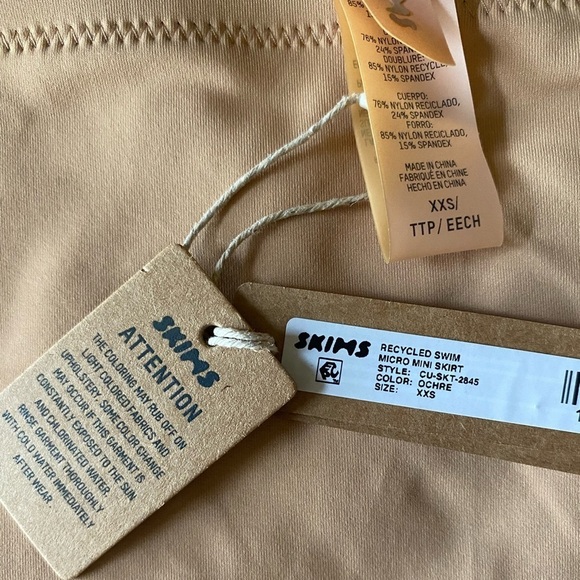 85% NYLON
15% SPANDEX
76% NYLON
24% SPANDEX
DOUBLURE:
85% NYLON RECYCLÉ,
15% SPANDEX
CUERPO:
76% NYLON RECICLADO,
24% SPANDEX
FORRO:
85% NYLON RECICLADO,
15% SPANDEX
MADE IN CHINA
FABRIQUÉ EN CHINE
HECHO EN CHINA
XXS/
TTP/EECH
SKIMS
ATTENTION
THE COLORING MAY RUB OFF ON
LIGHT COLORED FABRICS AND
UPHOLSTERY. SOME COLOR CHANGE
MAY OCCUR IF THIS GARMENT IS
CONSTANTLY EXPOSED TO THE SUN
AND CHLORINATED WATER.
RINSE GARMENT THOROUGHLY
WITH COLD WATER IMMEDIATELY
AFTER WEAR.
SKIMS
RECYCLED SWIM
MICRO MINI SKIRT
STYLE: CU-SKT-2845
COLOR: OCHRE
SIZE: XXS